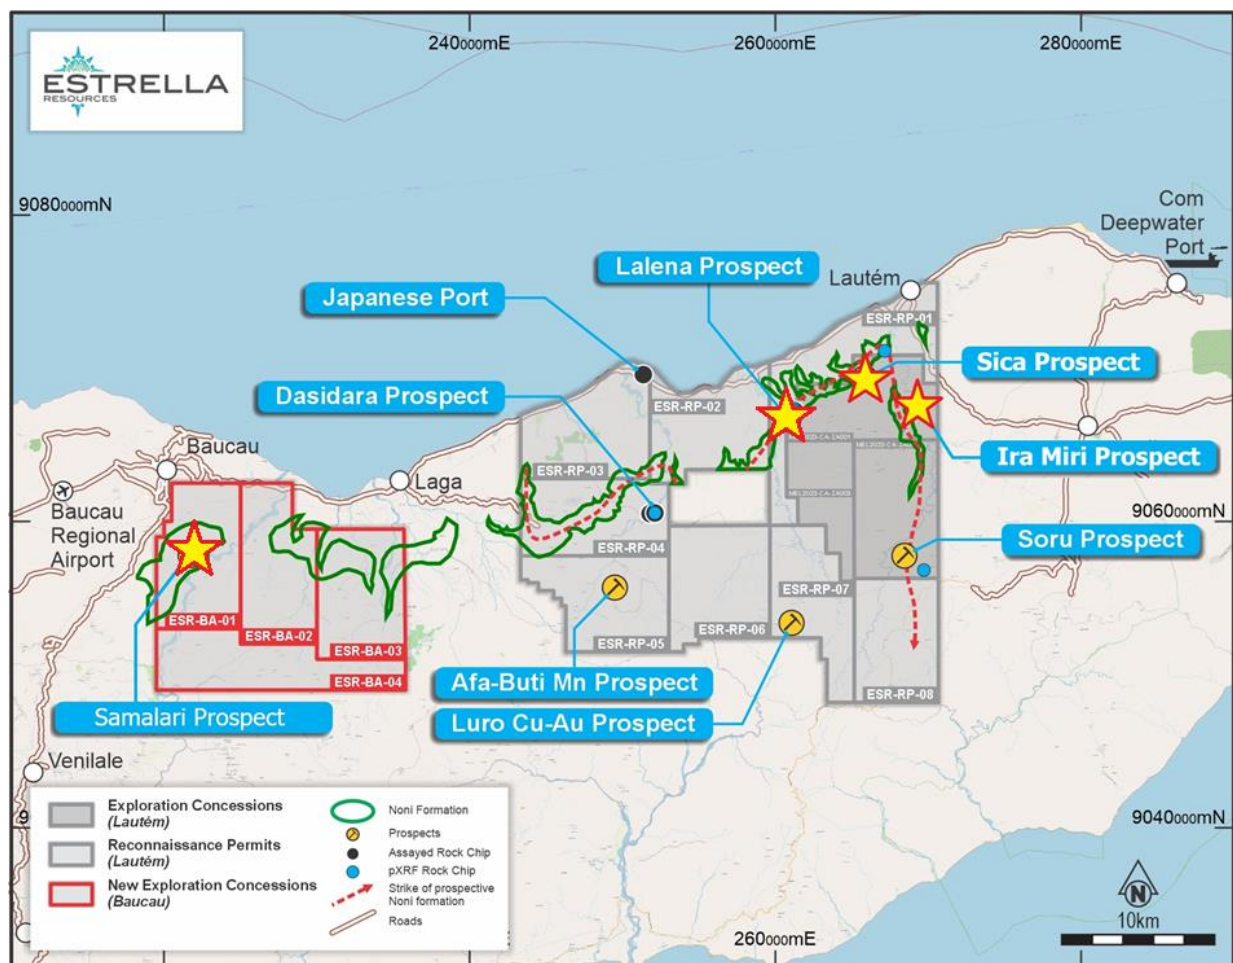 240000mE
260000mE
280000mE
ESTRELLA
RESOURCES
9080000mN
Com
Deepwater
Port
Lalena Prospect
Lautém
Japanese Port
ESR-RP-01
Sica Prospect
Dasidara Prospect
ESR-RP-02
Baucau
Ira Miri Prospect
ESR-RP-03
Laga
Baucau
Regional
Airport
9060000mN
Soru Prospect
ESR-RP-04
ESR-RP-07
ESR-BA-01
ESR-BA-02
ESR-RP-06
ESR-RP-05
ESR-BA-03
ESR-BA-04
Afa-Buti Mn Prospect
ESR-RP-08
Samalari Prospect
Luro Cu-Au Prospect
Venilale
Exploration Concessions
(Lautém)
Reconnaissance Permits
(Lautém)
New Exploration Concessions
(Baucau)
Noni Formation
Prospects
Assayed Rock Chip
pXRF Rock Chip
Strike of prospective
Noni formation
Roads
9040000mN
N
10km
260000mE